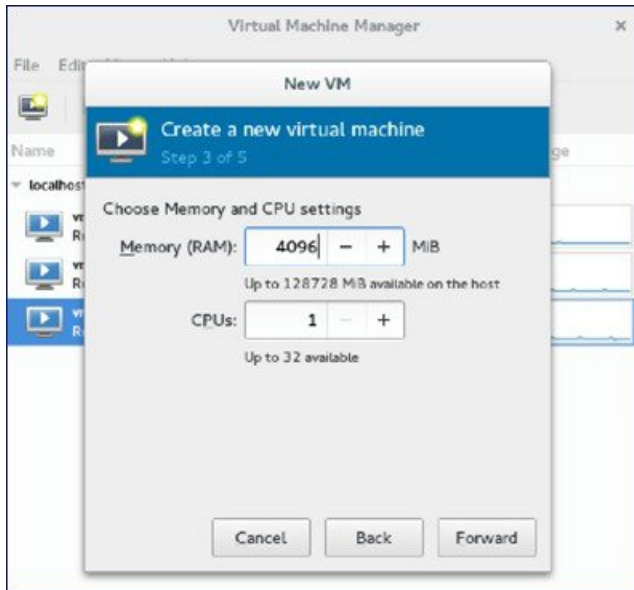 Virtual Machine Manager
File Edit
New VM
Create a new virtual machine
Step 3 of 5
Name
localhost
Choose Memory and CPU settings
Memory (RAM): 4096 − + MiB
Up to 128728 MiB available on the host
CPUs: 1 − +
Up to 32 available
Cancel Back Forward